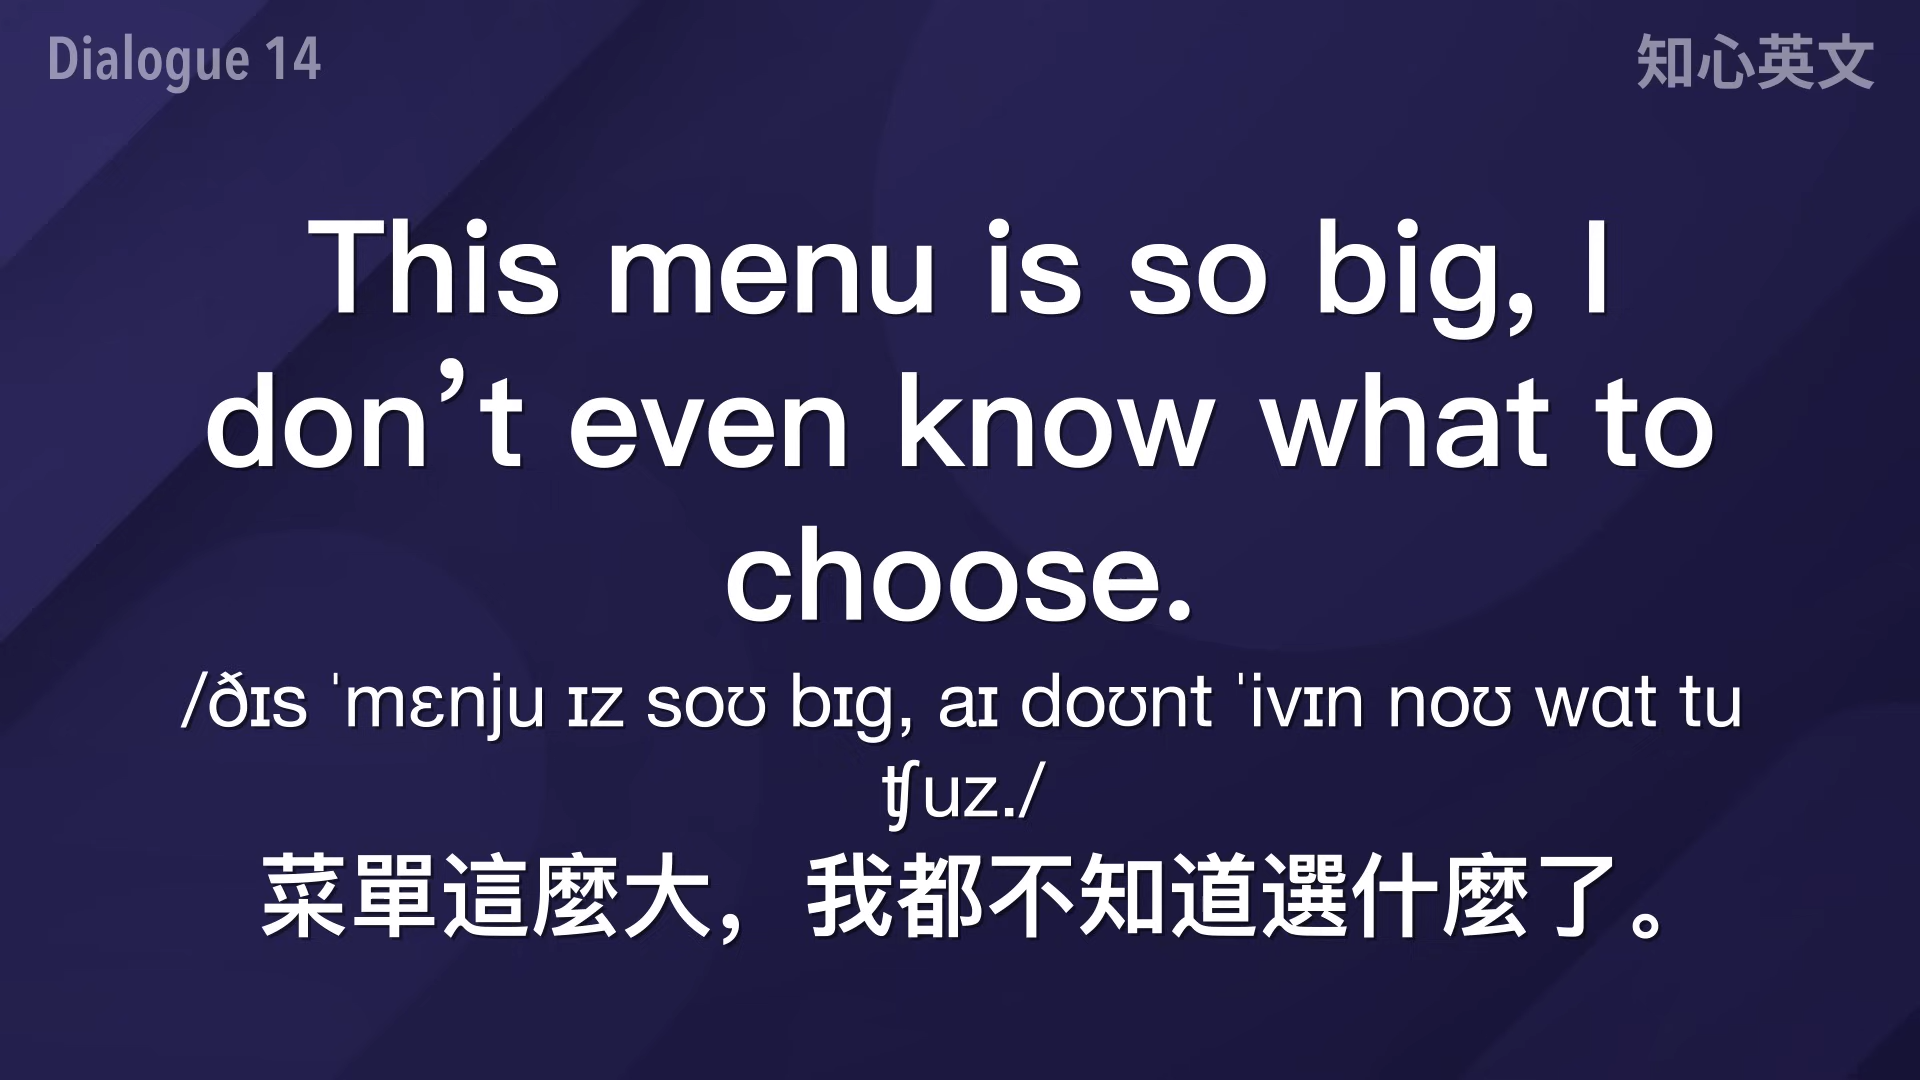 Dialogue 14
知心英文
This menu is so big, I
don’t even know what to
choose.
/ðɪs ˈmɛnju ɪz soʊ bɪg, aɪ doʊnt ˈivɪn noʊ wɑt tu
ʧuz./
菜單這麼大，我都不知道選什麼了。